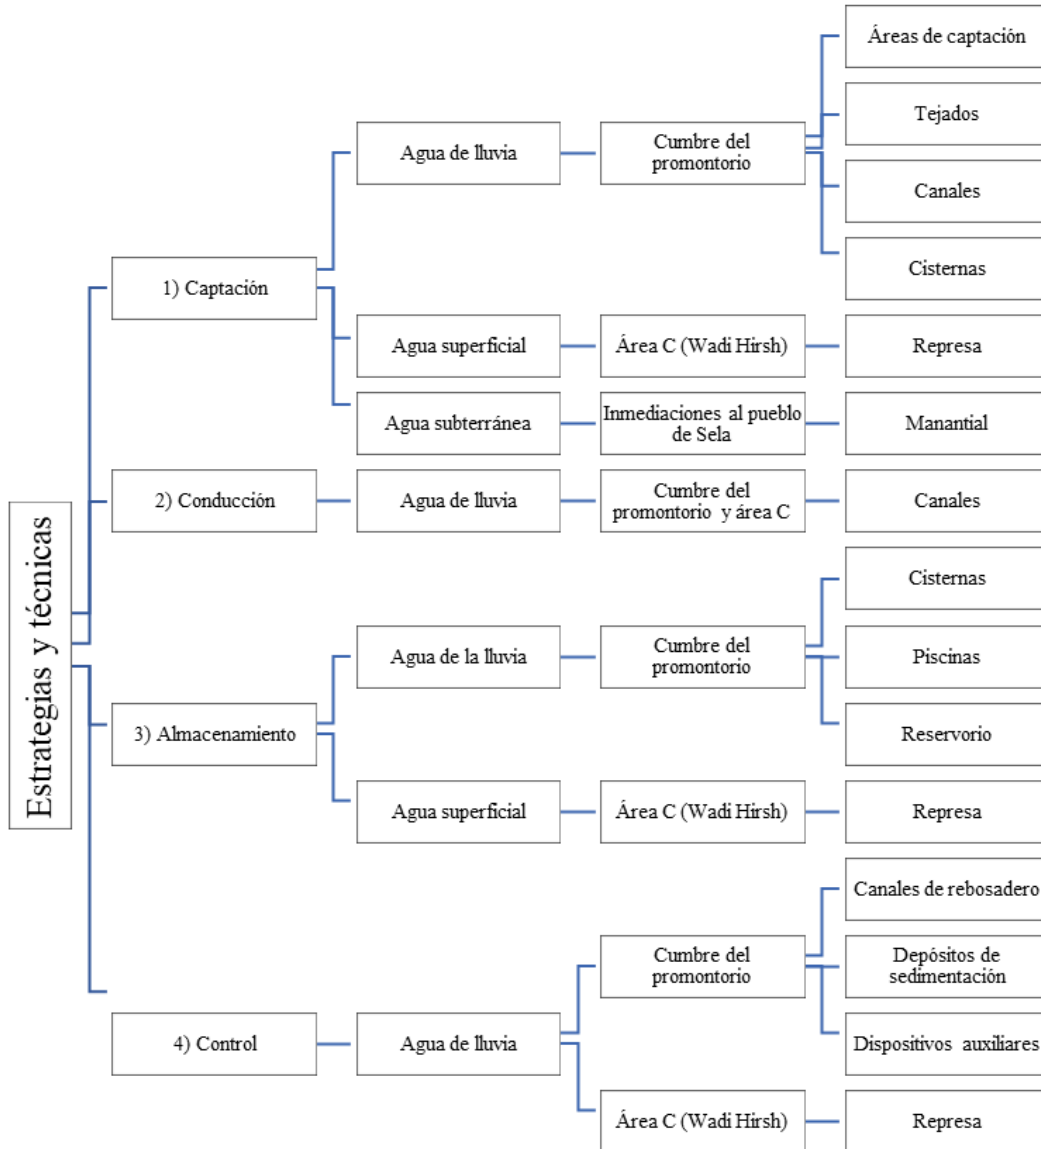 Estrategias y técnicas
1) Captación
Agua de lluvia
Cumbre del
promontorio
Áreas de captación
Tejados
Canales
Cisternas
Agua superficial
Área C (Wadi Hirsh)
Represa
Agua subterránea
Inmediaciones al pueblo
de Sela
Manantial
2) Conducción
Agua de lluvia
Cumbre del
promontorio y área C
Canales
3) Almacenamiento
Agua de la lluvia
Cumbre del
promontorio
Cisternas
Piscinas
Reservorio
Agua superficial
Área C (Wadi Hirsh)
Represa
4) Control
Agua de lluvia
Cumbre del
promontorio
Canales de rebosadero
Depósitos de
sedimentación
Dispositivos auxiliares
Área C (Wadi Hirsh)
Represa